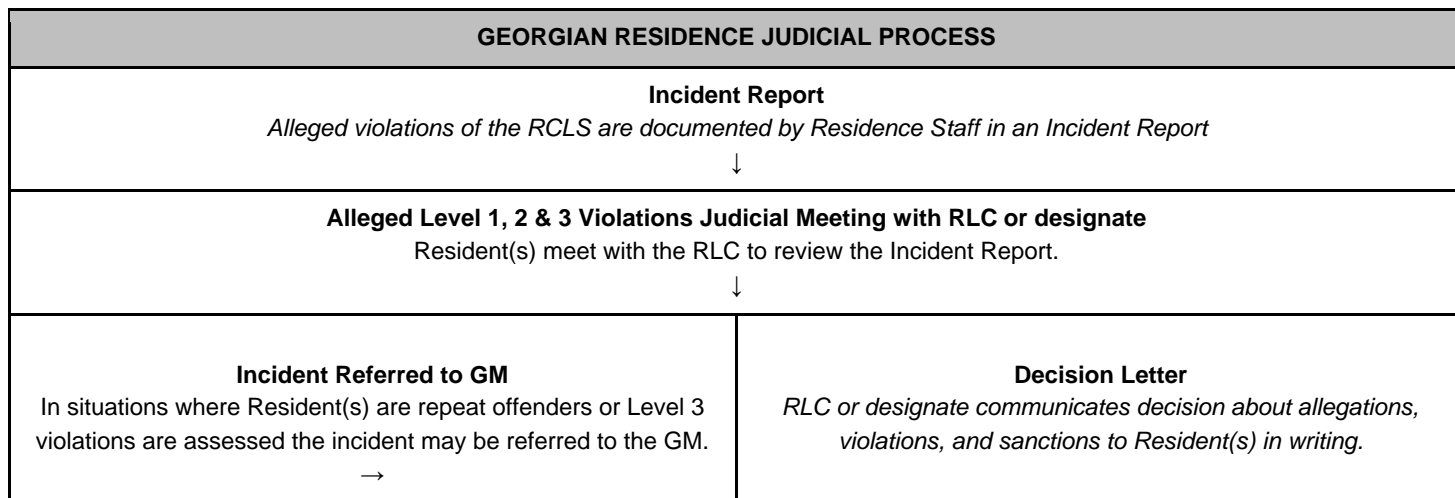 GEORGIAN RESIDENCE JUDICIAL PROCESS
Incident Report
Alleged violations of the RCLS are documented by Residence Staff in an Incident Report
↓
Alleged Level 1, 2 & 3 Violations Judicial Meeting with RLC or designate
Resident(s) meet with the RLC to review the Incident Report.
↓
Incident Referred to GM
In situations where Resident(s) are repeat offenders or Level 3
violations are assessed the incident may be referred to the GM.
→
Decision Letter
RLC or designate communicates decision about allegations,
violations, and sanctions to Resident(s) in writing.